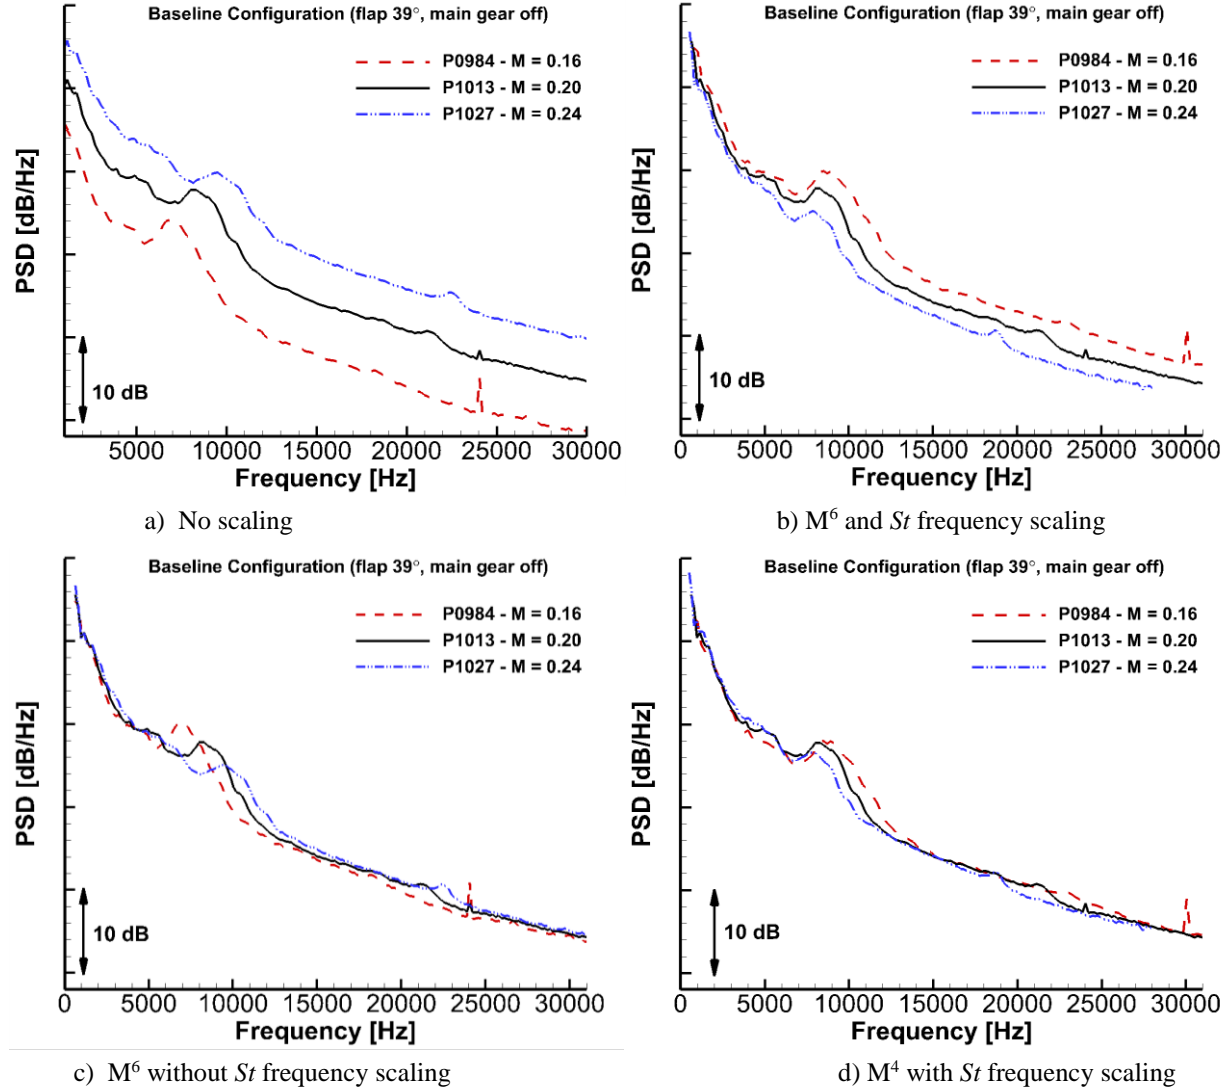 Baseline Configuration (flap 39°, main gear off)
P0984 - M = 0.16
P1013 - M = 0.20
P1027 - M = 0.24
PSD [dB/Hz]
10 dB
5000 10000 15000 20000 25000 30000
Frequency [Hz]
a) No scaling
Baseline Configuration (flap 39°, main gear off)
P0984 - M = 0.16
P1013 - M = 0.20
P1027 - M = 0.24
PSD [dB/Hz]
10 dB
0 5000 10000 15000 20000 25000 30000
Frequency [Hz]
b) M⁶ and St frequency scaling
Baseline Configuration (flap 39°, main gear off)
P0984 - M = 0.16
P1013 - M = 0.20
P1027 - M = 0.24
PSD [dB/Hz]
10 dB
0 5000 10000 15000 20000 25000 30000
Frequency [Hz]
c) M⁶ without St frequency scaling
Baseline Configuration (flap 39°, main gear off)
P0984 - M = 0.16
P1013 - M = 0.20
P1027 - M = 0.24
PSD [dB/Hz]
10 dB
0 5000 10000 15000 20000 25000 30000
Frequency [Hz]
d) M⁴ with St frequency scaling